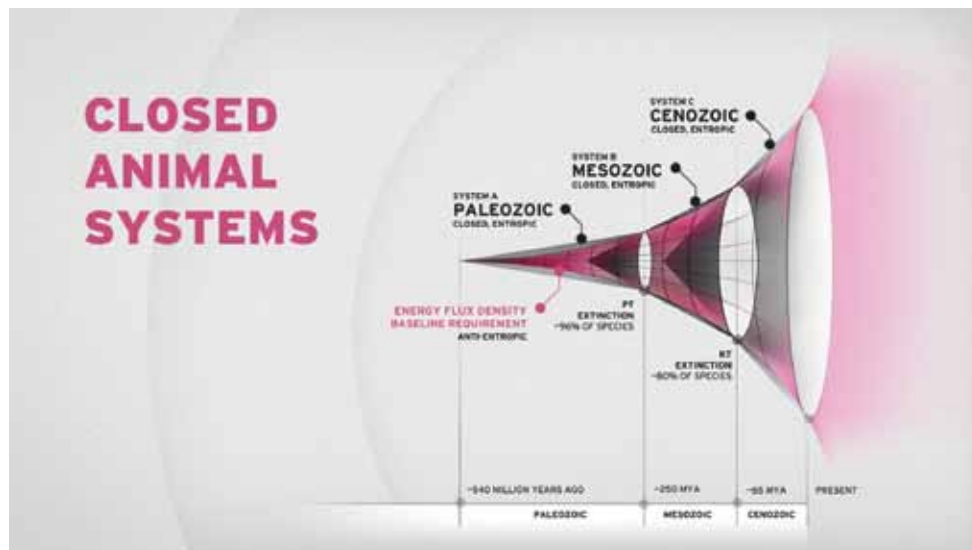 CLOSED
ANIMAL
SYSTEMS
SYSTEM C
CENOZOIC
CLOSED, ENTROPIC
SYSTEM B
MESOZOIC
CLOSED, ENTROPIC
SYSTEM A
PALEOZOIC
CLOSED, ENTROPIC
ENERGY FLUX DENSITY
BASELINE REQUIREMENT
ANTI-ENTROPIC
PT
EXTINCTION
~96% OF SPECIES
KT
EXTINCTION
~80% OF SPECIES
~540 MILLION YEARS AGO
~250 MYA
~65 MYA
PRESENT
PALEOZOIC
MESOZOIC
CENOZOIC